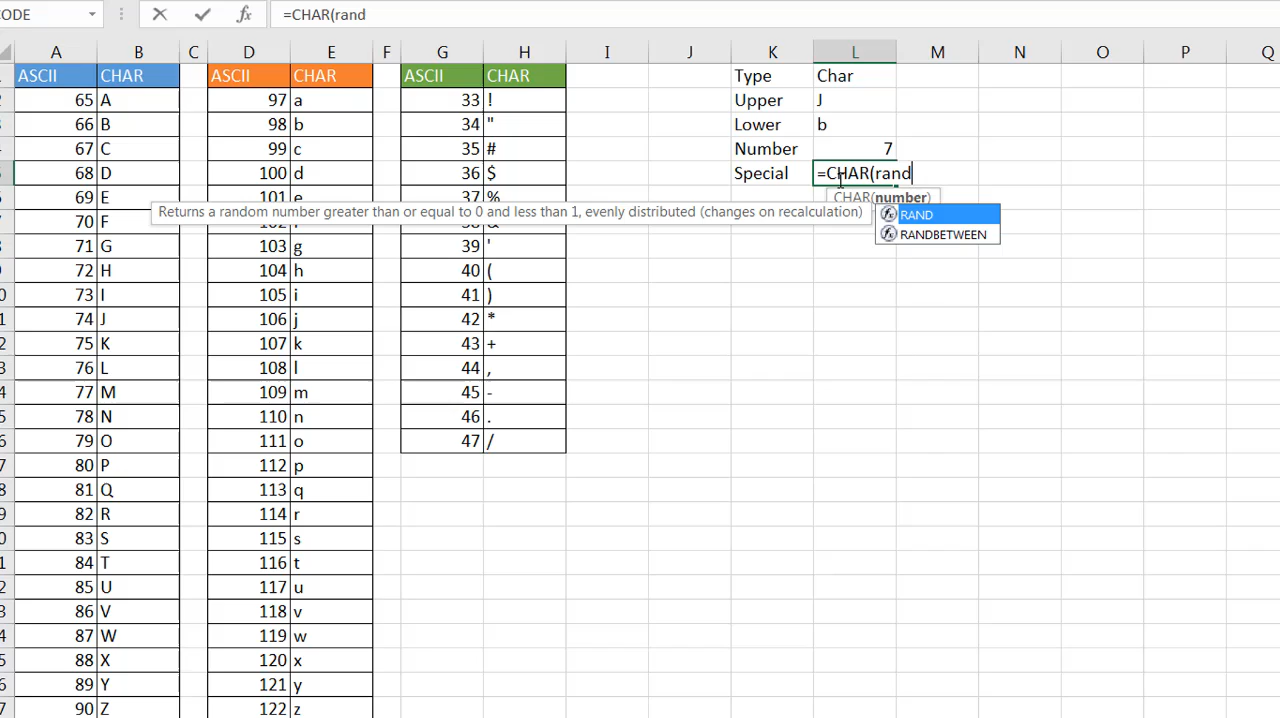 CODE =CHAR(rand
A B C D E F G H I J K L M N O P Q
ASCII CHAR ASCII CHAR ASCII CHAR Type Char
65 A 97 a 33 ! Upper J
66 B 98 b 34 " Lower b
67 C 99 c 35 # Number 7
68 D 100 d 36 $ Special =CHAR(rand
69 E 101 e 37 % CHAR(number)
Returns a random number greater than or equal to 0 and less than 1, evenly distributed (changes on recalculation) RAND
70 F
RANDBETWEEN
71 G 103 g 39 '
72 H 104 h 40 (
73 I 105 i 41 )
74 J 106 j 42 *
75 K 107 k 43 +
76 L 108 l 44 ,
77 M 109 m 45 -
78 N 110 n 46 .
79 O 111 o 47 /
80 P 112 p
81 Q 113 q
82 R 114 r
83 S 115 s
84 T 116 t
85 U 117 u
86 V 118 v
87 W 119 w
88 X 120 x
89 Y 121 y
90 Z 122 z